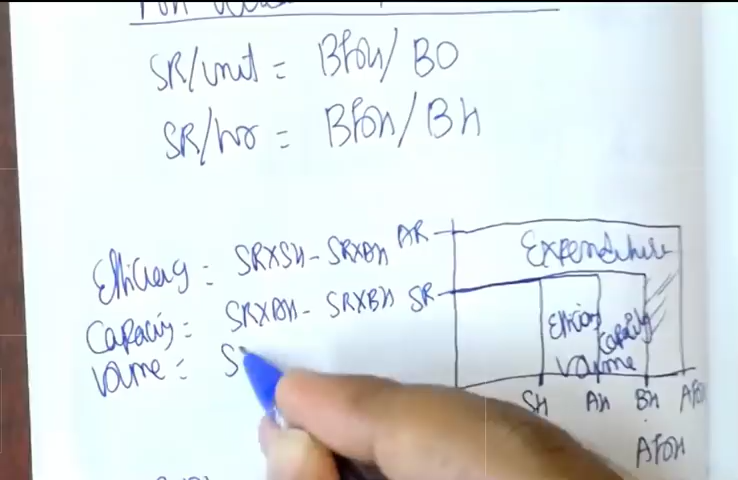 SR/unit = BFOH/ BO
SR/hr = BFOH/ BH
Efficiency = SRXSH - SRXAH
Capacity = SRXAH - SRXBH
Volume = S
AR
Expenditure
SR
Efficiency
Capacity
Volume
SH AH BH AFOH
AFOH